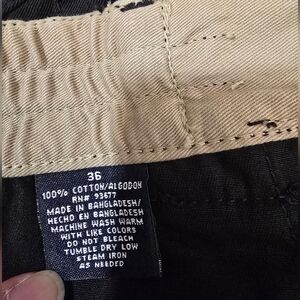 36
100% COTTON/ALGODON
RN# 93677
MADE IN BANGLADESH/
HECHO EN BANGLADESH
MACHINE WASH WARM
WITH LIKE COLORS
DO NOT BLEACH
TUMBLE DRY LOW
STEAM IRON
AS NEEDED